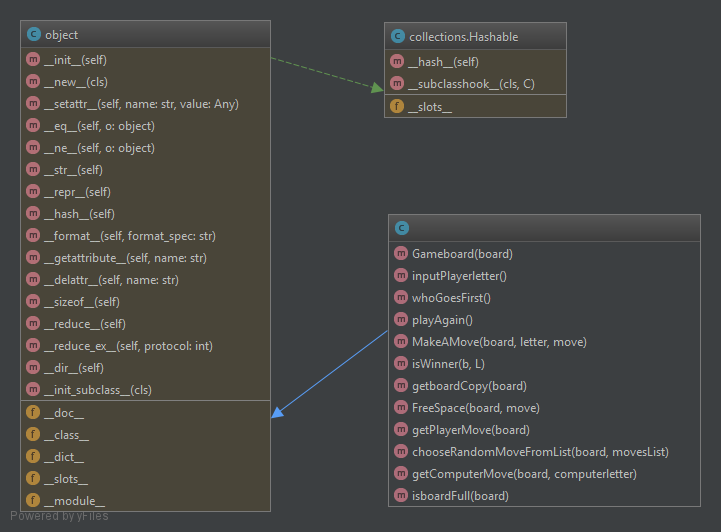 object
__init__(self)
__new__(cls)
__setattr__(self, name: str, value: Any)
__eq__(self, o: object)
__ne__(self, o: object)
__str__(self)
__repr__(self)
__hash__(self)
__format__(self, format_spec: str)
__getattribute__(self, name: str)
__delattr__(self, name: str)
__sizeof__(self)
__reduce__(self)
__reduce_ex__(self, protocol: int)
__dir__(self)
__init_subclass__(cls)
__doc__
__class__
__dict__
__slots__
__module__
collections.Hashable
__hash__(self)
__subclasshook__(cls, C)
__slots__
Gameboard(board)
inputPlayerletter()
whoGoesFirst()
playAgain()
MakeAMove(board, letter, move)
isWinner(b, L)
getboardCopy(board)
FreeSpace(board, move)
getPlayerMove(board)
chooseRandomMoveFromList(board, movesList)
getComputerMove(board, computerletter)
isboardFull(board)
Powered by yFiles